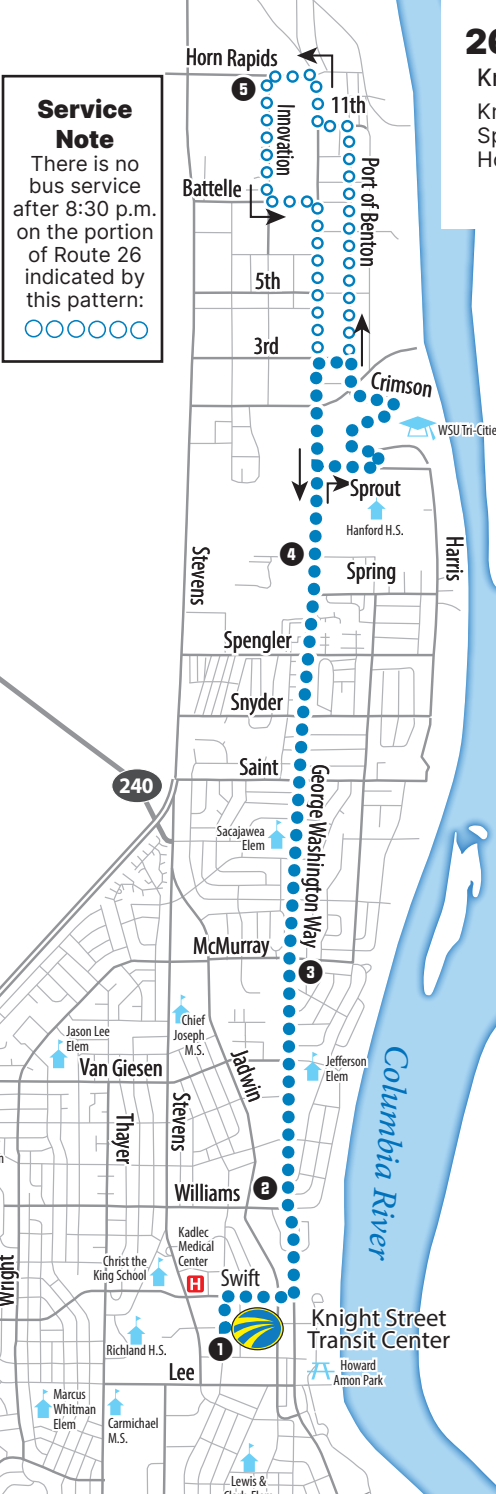 26
Horn Rapids
5
11th
Service
Note
There is no
bus service
after 8:30 p.m.
on the portion
of Route 26
indicated by
this pattern:
Innovation
Port of Benton
Battelle
5th
3rd
Crimson
WSU Tri-Citie
Sprout
Hanford H.S.
4
Stevens
Spring
Harris
Spengler
Snyder
Saint
240
George Washington Way
Sacajawea
Elem
McMurray
3
Chief
Joseph
M.S.
Jason Lee
Elem
Van Giesen
Jadwin
Jefferson
Elem
Columbia River
Thayer
Stevens
Williams
2
Kadlec
Medical
Center
H
Christ the
King School
Wright
Swift
Knight Street
Transit Center
1
Richland H.S.
Lee
Howard
Amon Park
Marcus
Whitman
Elem
Carmichael
M.S.
Lewis &